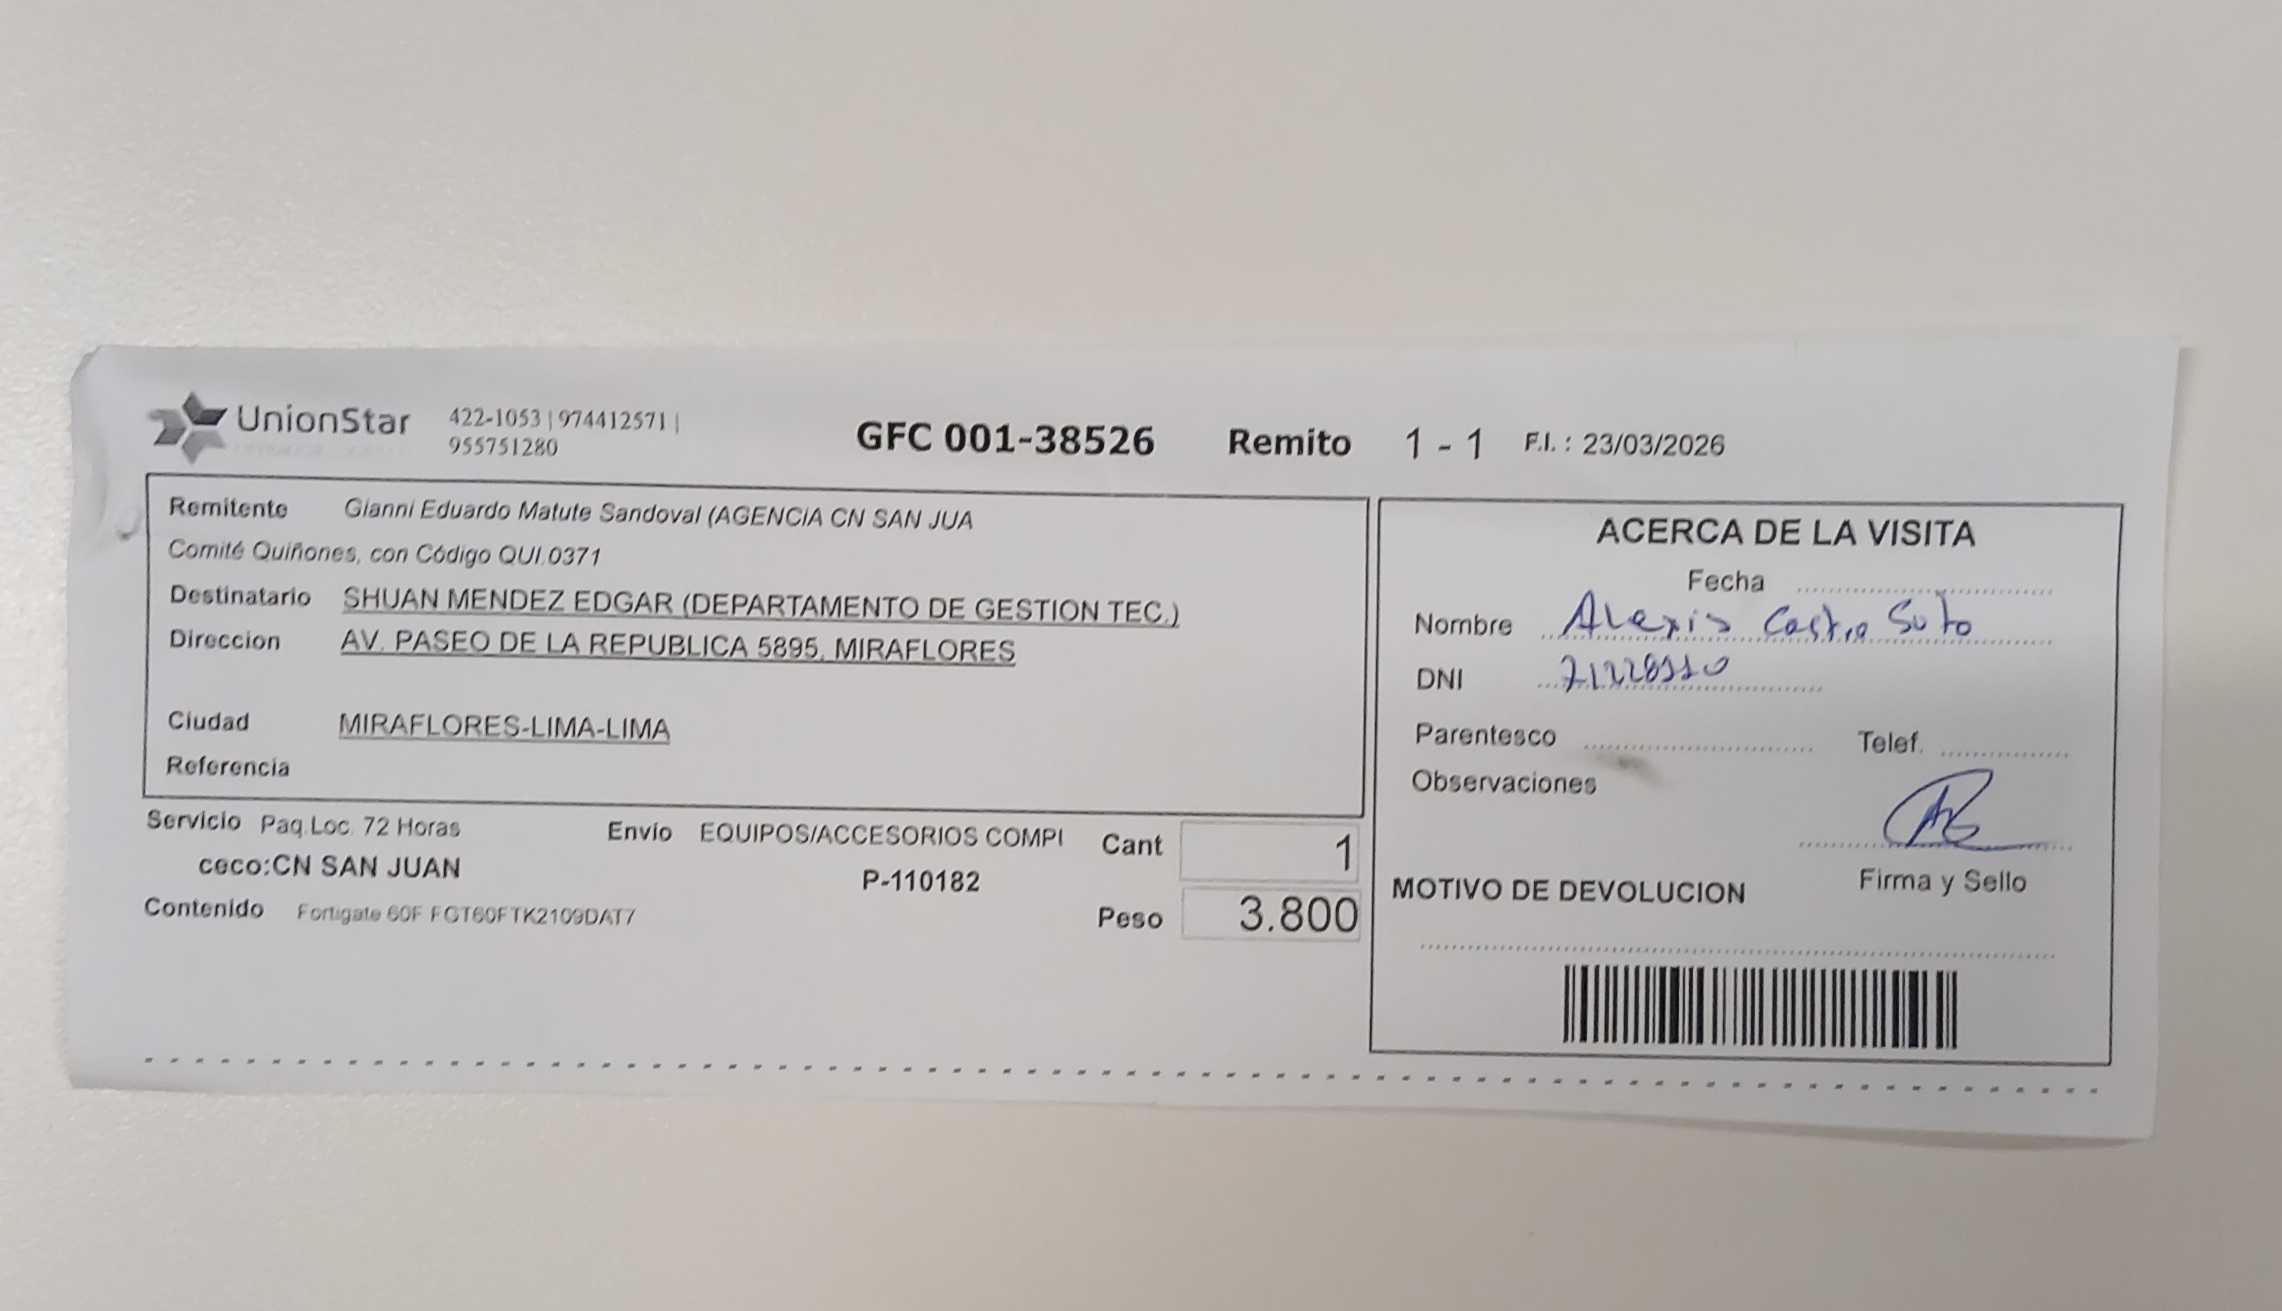 UnionStar 422-1053 | 974412571 |
955751280
GFC 001-38526 Remito 1 - 1 F.I. : 23/03/2026
Remitente Gianni Eduardo Matute Sandoval (AGENCIA CN SAN JUA
Comité Quiñones, con Código QUI.0371
Destinatario SHUAN MENDEZ EDGAR (DEPARTAMENTO DE GESTION TEC.)
Direccion AV. PASEO DE LA REPUBLICA 5895, MIRAFLORES
Ciudad MIRAFLORES-LIMA-LIMA
Referencia
Servicio Paq.Loc. 72 Horas Envio EQUIPOS/ACCESORIOS COMPI Cant 1
ceco:CN SAN JUAN P-110182
Contenido Fortigate 60F FGT60FTK2109DAT7 Peso 3.800
ACERCA DE LA VISITA
Fecha
Nombre Alexis Castro Soto
DNI
Parentesco Telef.
Observaciones
Firma y Sello
MOTIVO DE DEVOLUCION